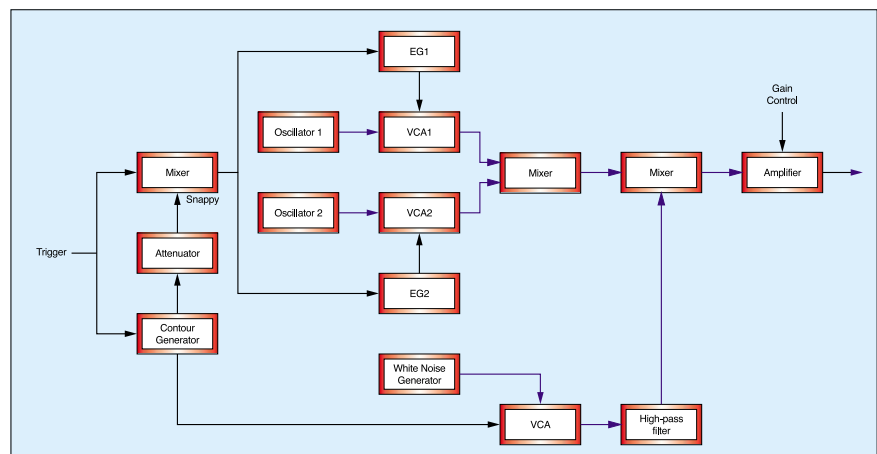 EG1
Gain
Control
Oscillator 1
VCA1
Mixer
Snappy
Mixer
Mixer
Amplifier
Oscillator 2
VCA2
Trigger
Attenuator
EG2
Contour
Generator
White Noise
Generator
VCA
High-pass
filter